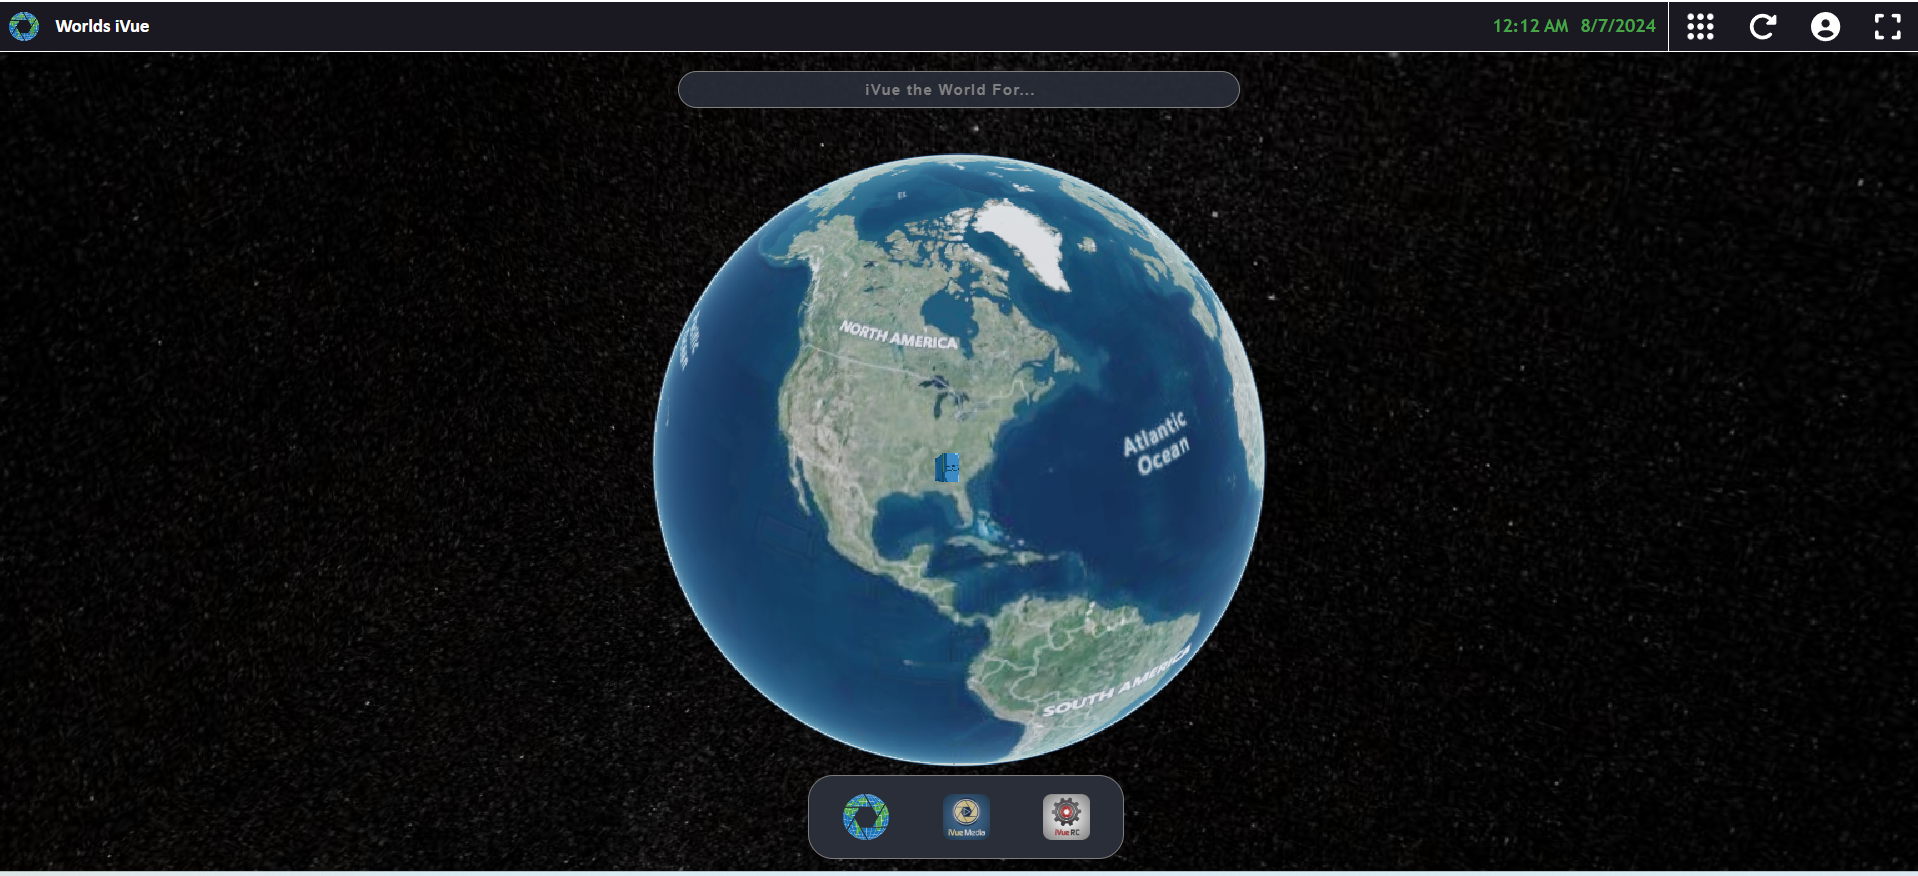 Worlds iVue
12:12 AM 8/7/2024
iVue the World For...
NORTH AMERICA
Atlantic
Ocean
SOUTH AMERICA
iVue Media
iVue RC